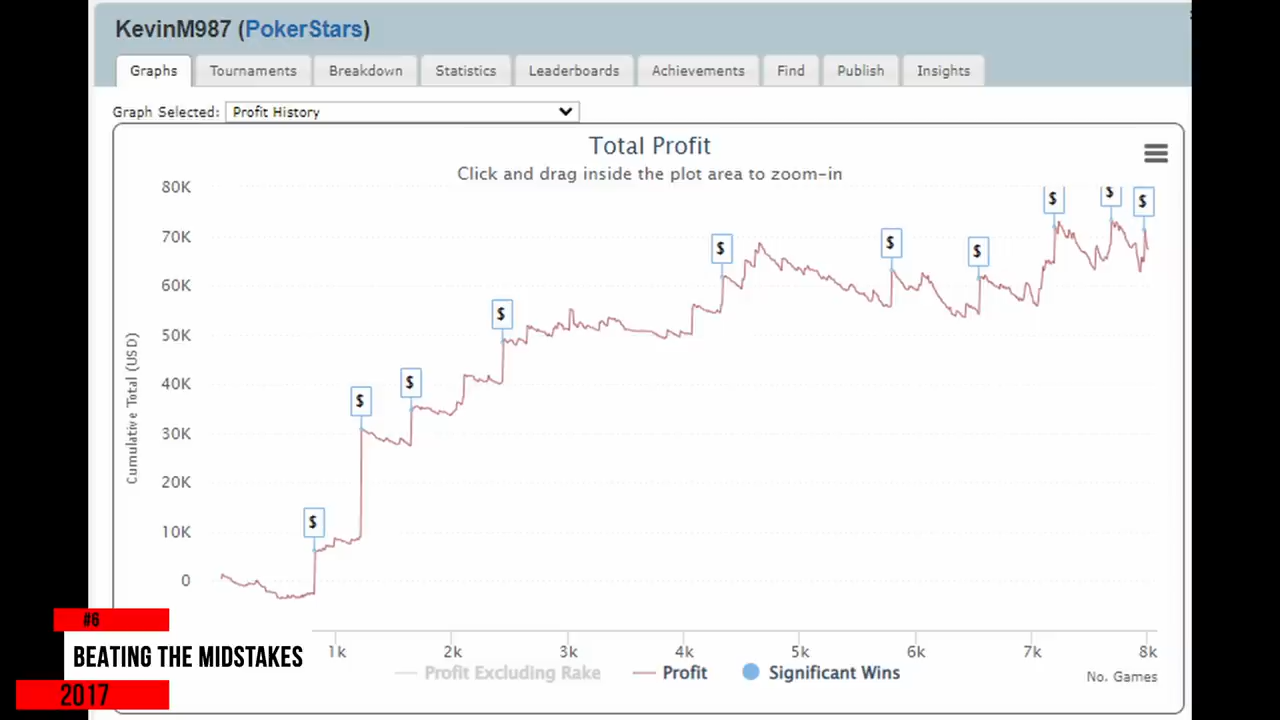 KevinM987 (PokerStars)
Graphs Tournaments Breakdown Statistics Leaderboards Achievements Find Publish Insights
Graph Selected: Profit History
Total Profit
Click and drag inside the plot area to zoom-in
80K
70K
60K
50K
40K
30K
20K
10K
0
Cumulative Total (USD)
$
$
$
$
$
$
$
$
$
$
1k 2k 3k 4k 5k 6k 7k 8k
Profit Excluding Rake Profit Significant Wins
No. Games
#6
BEATING THE MIDSTAKES
2017